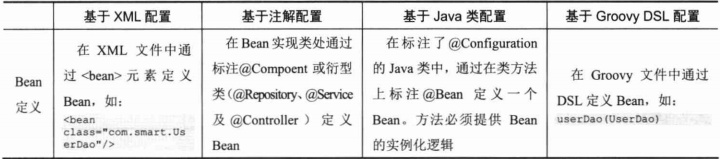 基于 XML 配置
基于注解配置
基于 Java 类配置
基于 Groovy DSL 配置
Bean
定义
在 XML 文件中通
过<bean>元素定义
Bean，如：
<bean
class="com.smart.Us
erDao"/>
在 Bean 实现类处通过
标注@Compoent 或衍型
类（@Repository、@Service
及 @Controller ）定义
Bean
在标注了@Configuration
的 Java 类中，通过在类方法
上标注@Bean 定义一个
Bean。方法必须提供 Bean
的实例化逻辑
在 Groovy 文件中通过
DSL 定义 Bean，如：
userDao(UserDao)